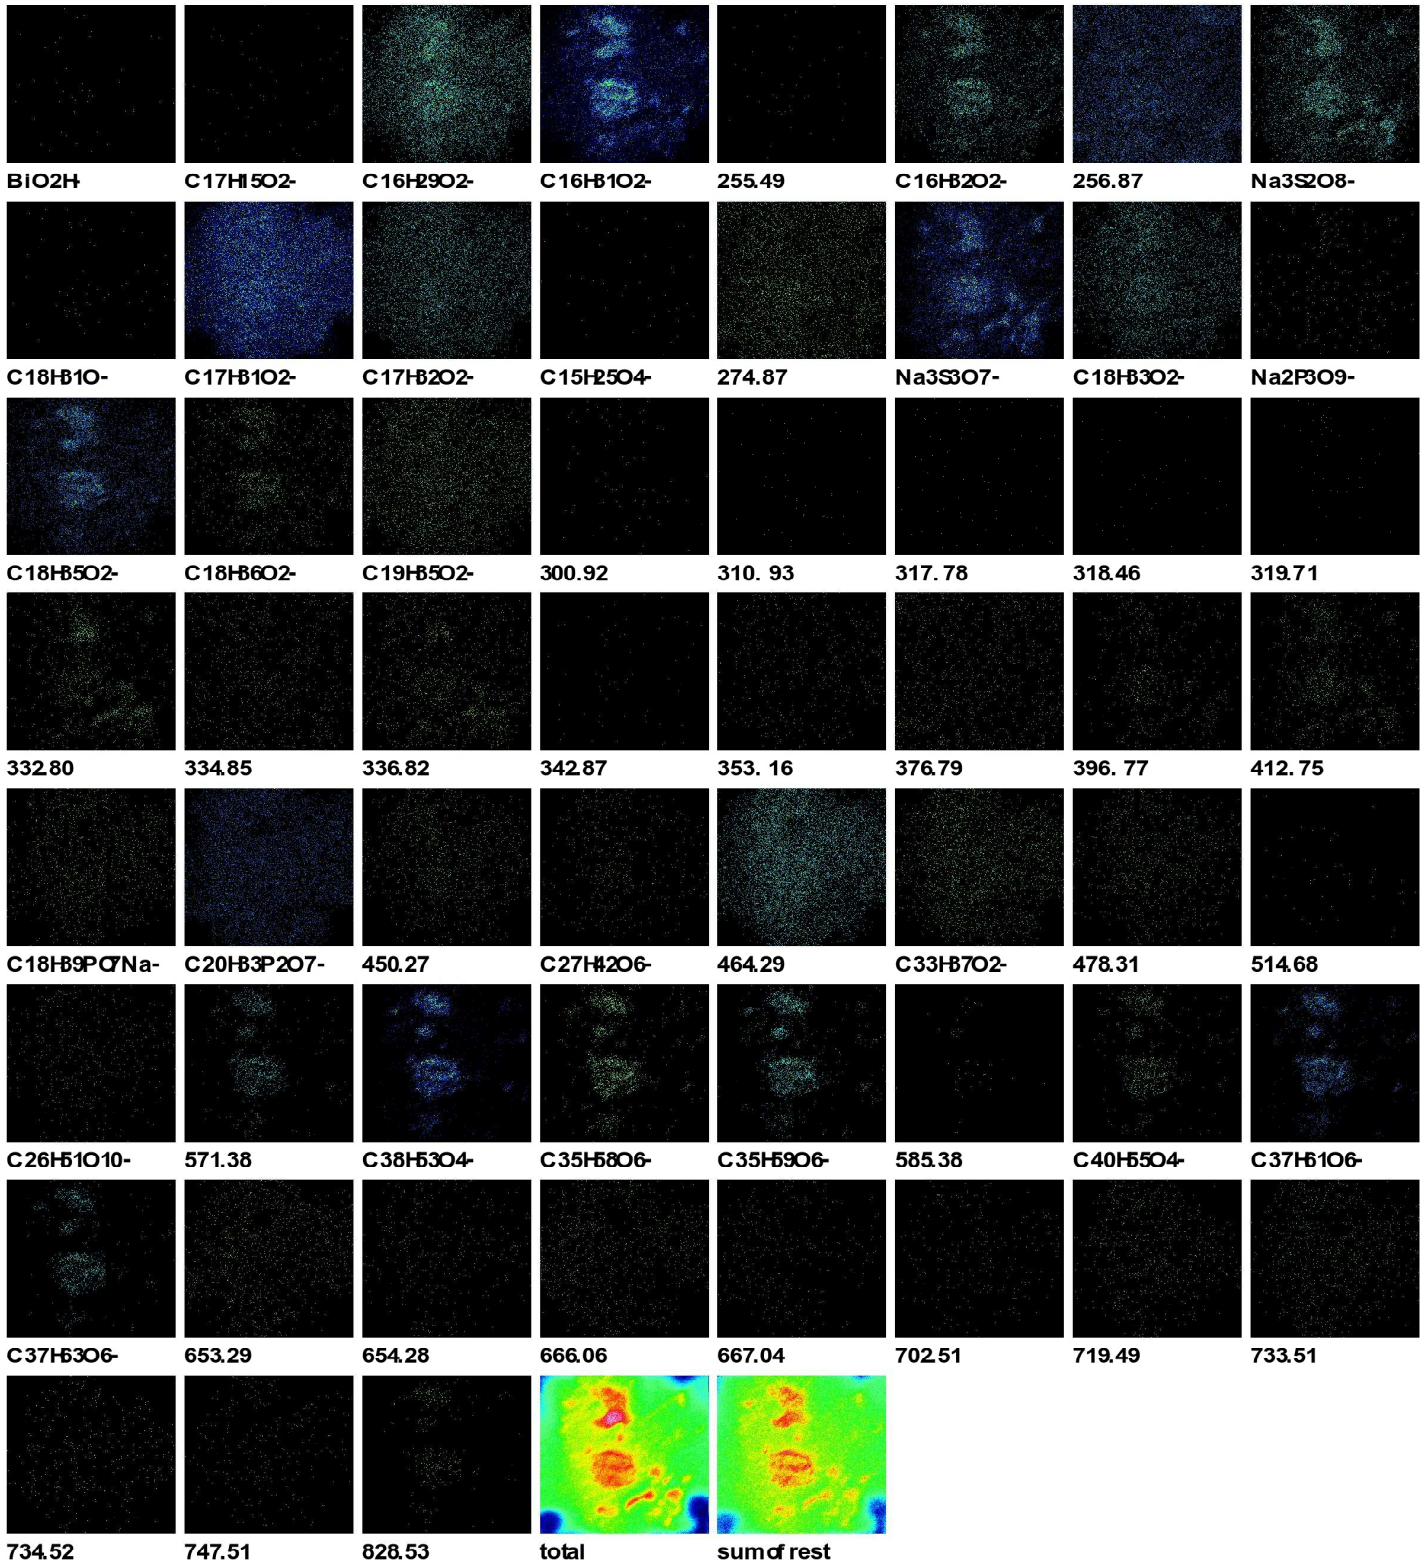 BiO2H- C17H15O2- C16H29O2- C16H31O2- 255.49 C16H32O2- 256.87 Na3S2O8-
C18H31O- C17H31O2- C17H32O2- C15H25O4- 274.87 Na3S3O7- C18H33O2- Na2P3O9-
C18H35O2- C18H36O2- C19H35O2- 300.92 310. 93 317. 78 318.46 319.71
332.80 334.85 336.82 342.87 353. 16 376.79 396. 77 412. 75
C18H39PO7Na- C20H33P2O7- 450.27 C27H42O6- 464.29 C33H37O2- 478.31 514.68
C26H51O10- 571.38 C38H53O4- C35H58O6- C35H59O6- 585.38 C40H55O4- C37H61O6-
C37H63O6- 653.29 654.28 666.06 667.04 702.51 719.49 733.51
734.52 747.51 828.53 total sum of rest